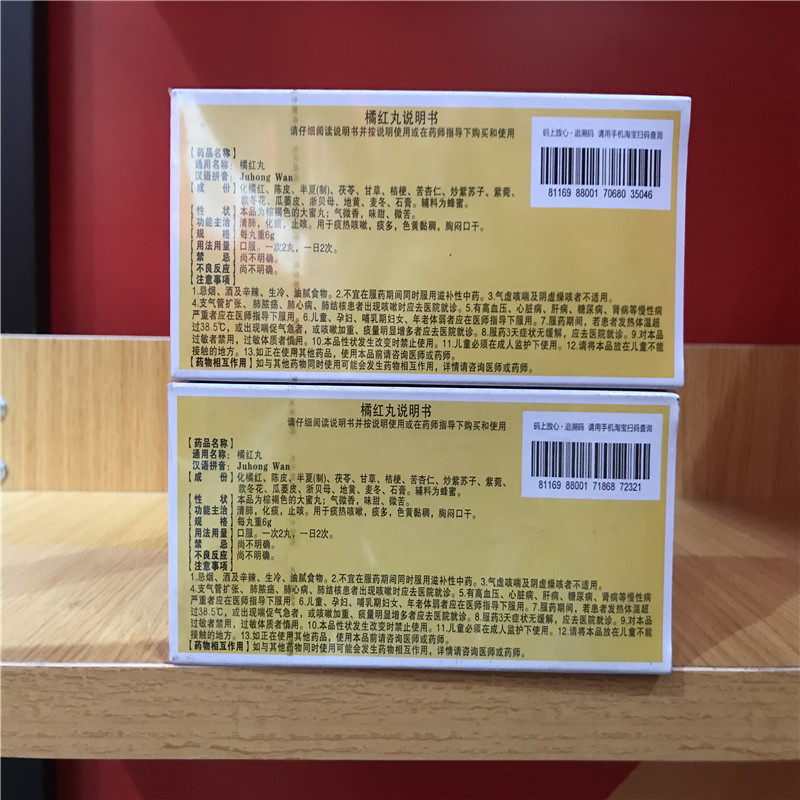 橘红丸说明书
请仔细阅读说明书并按说明使用或在药师指导下购买和使用
码上放心·追溯码 请用手机淘宝扫码查询
81169 88001 70680 35046
【药品名称】
通用名称：橘红丸
汉语拼音：Juhong Wan
【成 份】化橘红、陈皮、半夏(制)、茯苓、甘草、桔梗、苦杏仁、炒紫苏子、紫菀、
款冬花、瓜蒌皮、浙贝母、地黄、麦冬、石膏。辅料为蜂蜜。
【性 状】本品为棕褐色的大蜜丸；气微香，味甜、微苦。
【功能主治】清肺，化痰，止咳。用于痰热咳嗽，痰多，色黄黏稠，胸闷口干。
【规 格】每丸重6g
【用法用量】口服。一次2丸，一日2次。
【禁 忌】尚不明确。
【不良反应】尚不明确。
【注意事项】
1.忌烟、酒及辛辣、生冷、油腻食物。2.不宜在服药期间同时服用滋补性中药。3.气虚咳喘及阴虚燥咳者不适用。
4.支气管扩张、肺脓疡、肺心病、肺结核患者出现咳嗽时应去医院就诊。5.有高血压、心脏病、肝病、糖尿病、肾病等慢性病
严重者应在医师指导下服用。6.儿童、孕妇、哺乳期妇女、年老体弱者应在医师指导下服用。7.服药期间，若患者发热体温超
过38.5℃，或出现喘促气急者，或咳嗽加重、痰量明显增多者应去医院就诊。8.服药3天症状无缓解，应去医院就诊。9.对本品
过敏者禁用，过敏体质者慎用。10.本品性状发生改变时禁止使用。11.儿童必须在成人监护下使用。12.请将本品放在儿童不能
接触的地方。13.如正在使用其他药品，使用本品前请咨询医师或药师。
【药物相互作用】如与其他药物同时使用可能会发生药物相互作用，详情请咨询医师或药师。
橘红丸说明书
请仔细阅读说明书并按说明使用或在药师指导下购买和使用
码上放心·追溯码 请用手机淘宝扫码查询
81169 88001 71868 72321
【药品名称】
通用名称：橘红丸
汉语拼音：Juhong Wan
【成 份】化橘红、陈皮、半夏(制)、茯苓、甘草、桔梗、苦杏仁、炒紫苏子、紫菀、
款冬花、瓜蒌皮、浙贝母、地黄、麦冬、石膏。辅料为蜂蜜。
【性 状】本品为棕褐色的大蜜丸；气微香，味甜、微苦。
【功能主治】清肺，化痰，止咳。用于痰热咳嗽，痰多，色黄黏稠，胸闷口干。
【规 格】每丸重6g
【用法用量】口服。一次2丸，一日2次。
【禁 忌】尚不明确。
【不良反应】尚不明确。
【注意事项】
1.忌烟、酒及辛辣、生冷、油腻食物。2.不宜在服药期间同时服用滋补性中药。3.气虚咳喘及阴虚燥咳者不适用。
4.支气管扩张、肺脓疡、肺心病、肺结核患者出现咳嗽时应去医院就诊。5.有高血压、心脏病、肝病、糖尿病、肾病等慢性病
严重者应在医师指导下服用。6.儿童、孕妇、哺乳期妇女、年老体弱者应在医师指导下服用。7.服药期间，若患者发热体温超
过38.5℃，或出现喘促气急者，或咳嗽加重、痰量明显增多者应去医院就诊。8.服药3天症状无缓解，应去医院就诊。9.对本品
过敏者禁用，过敏体质者慎用。10.本品性状发生改变时禁止使用。11.儿童必须在成人监护下使用。12.请将本品放在儿童不能
接触的地方。13.如正在使用其他药品，使用本品前请咨询医师或药师。
【药物相互作用】如与其他药物同时使用可能会发生药物相互作用，详情请咨询医师或药师。